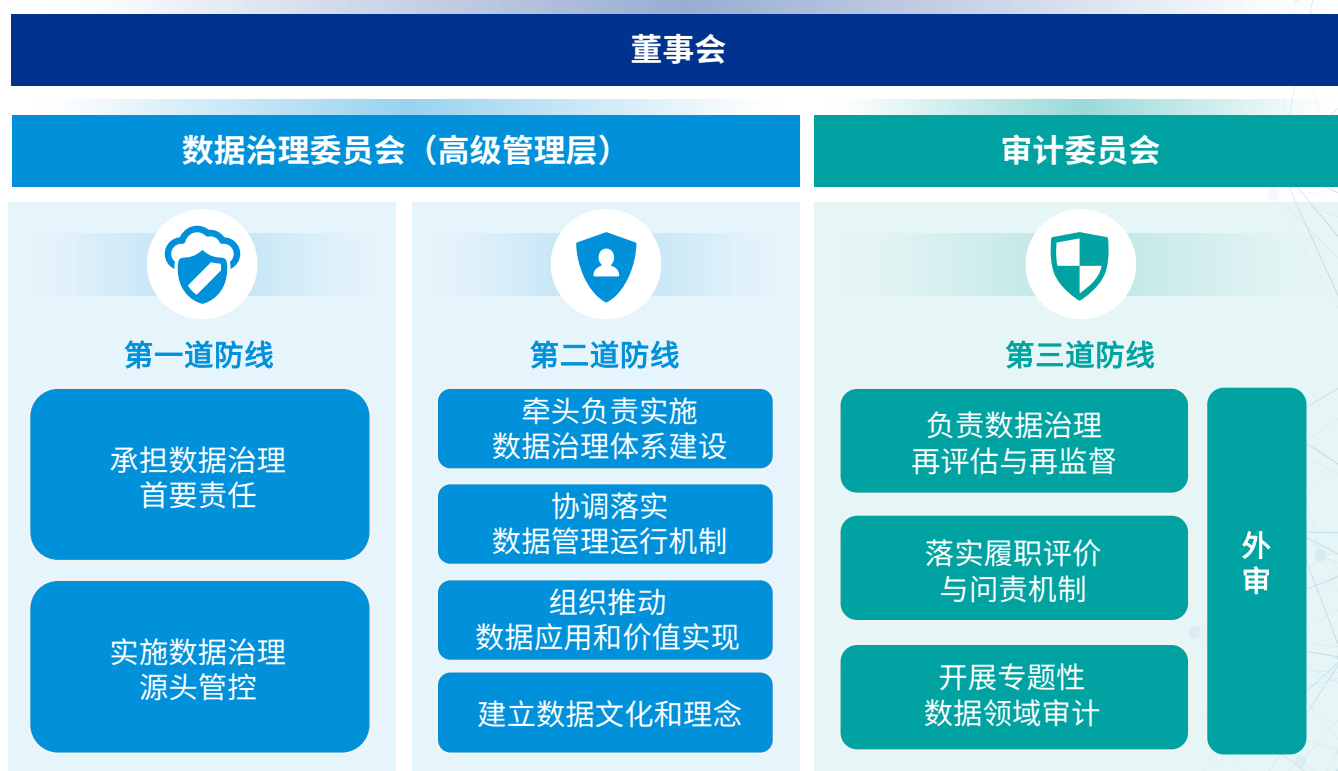 董事会
数据治理委员会（高级管理层）
审计委员会
第一道防线
承担数据治理
首要责任
实施数据治理
源头管控
第二道防线
牵头负责实施
数据治理体系建设
协调落实
数据管理运行机制
组织推动
数据应用和价值实现
建立数据文化和理念
第三道防线
负责数据治理
再评估与再监督
落实履职评价
与问责机制
开展专题性
数据领域审计
外
审